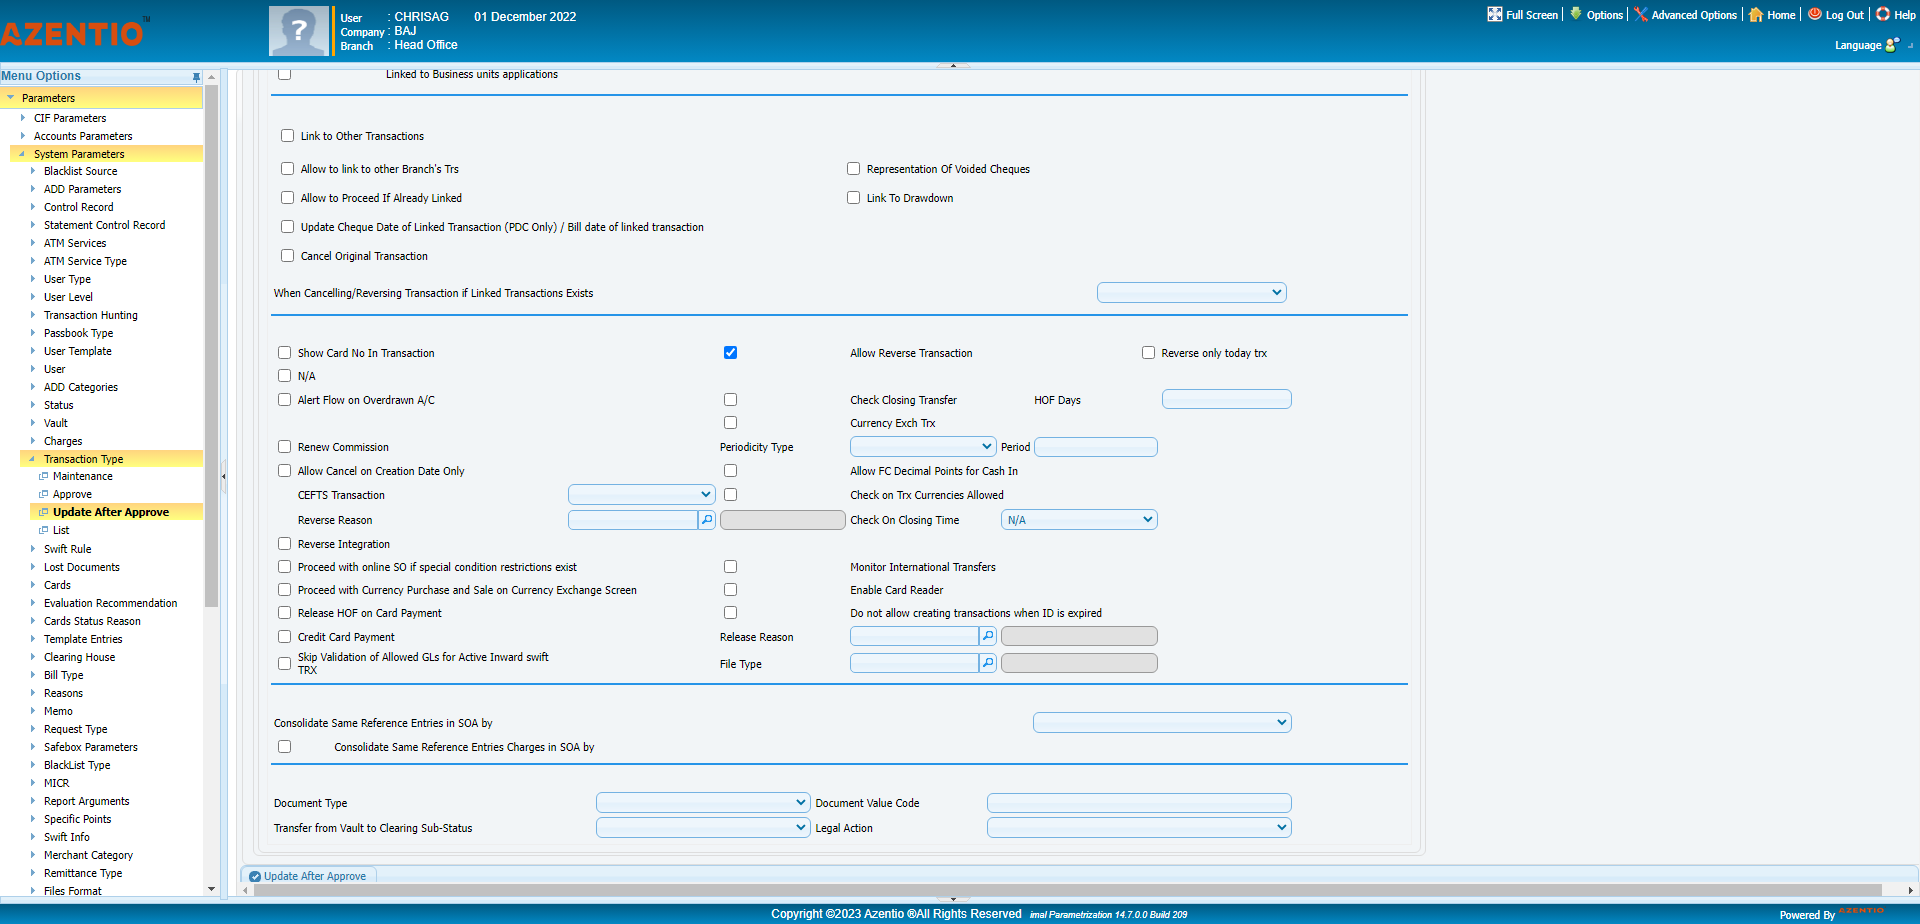 AZENTIO TM
User : CHRISAG 01 December 2022
Company : BAJ
Branch : Head Office
Full Screen Options Advanced Options Home Log Out Help
Language
Menu Options
Parameters
CIF Parameters
Accounts Parameters
System Parameters
Blacklist Source
ADD Parameters
Control Record
Statement Control Record
ATM Services
ATM Service Type
User Type
User Level
Transaction Hunting
Passbook Type
User Template
User
ADD Categories
Status
Vault
Charges
Transaction Type
Maintenance
Approve
Update After Approve
List
Swift Rule
Lost Documents
Cards
Evaluation Recommendation
Cards Status Reason
Template Entries
Clearing House
Bill Type
Reasons
Memo
Request Type
Safebox Parameters
BlackList Type
MICR
Report Arguments
Specific Points
Swift Info
Merchant Category
Remittance Type
Files Format
Linked to Business units applications
Link to Other Transactions
Allow to link to other Branch's Trs Representation Of Voided Cheques
Allow to Proceed If Already Linked Link To Drawdown
Update Cheque Date of Linked Transaction (PDC Only) / Bill date of linked transaction
Cancel Original Transaction
When Cancelling/Reversing Transaction if Linked Transactions Exists
Show Card No In Transaction Allow Reverse Transaction Reverse only today trx
N/A
Alert Flow on Overdrawn A/C Check Closing Transfer HOF Days
Currency Exch Trx
Renew Commission Periodicity Type Period
Allow Cancel on Creation Date Only Allow FC Decimal Points for Cash In
CEFTS Transaction Check on Trx Currencies Allowed
Reverse Reason Check On Closing Time N/A
Reverse Integration
Proceed with online SO if special condition restrictions exist Monitor International Transfers
Proceed with Currency Purchase and Sale on Currency Exchange Screen Enable Card Reader
Release HOF on Card Payment Do not allow creating transactions when ID is expired
Credit Card Payment Release Reason
Skip Validation of Allowed GLs for Active Inward swift
TRX File Type
Consolidate Same Reference Entries in SOA by
Consolidate Same Reference Entries Charges in SOA by
Document Type Document Value Code
Transfer from Vault to Clearing Sub-Status Legal Action
Update After Approve
Copyright ©2023 Azentio ®All Rights Reserved imal Parametrization 14.7.0.0 Build 209
Powered By AZENTIO